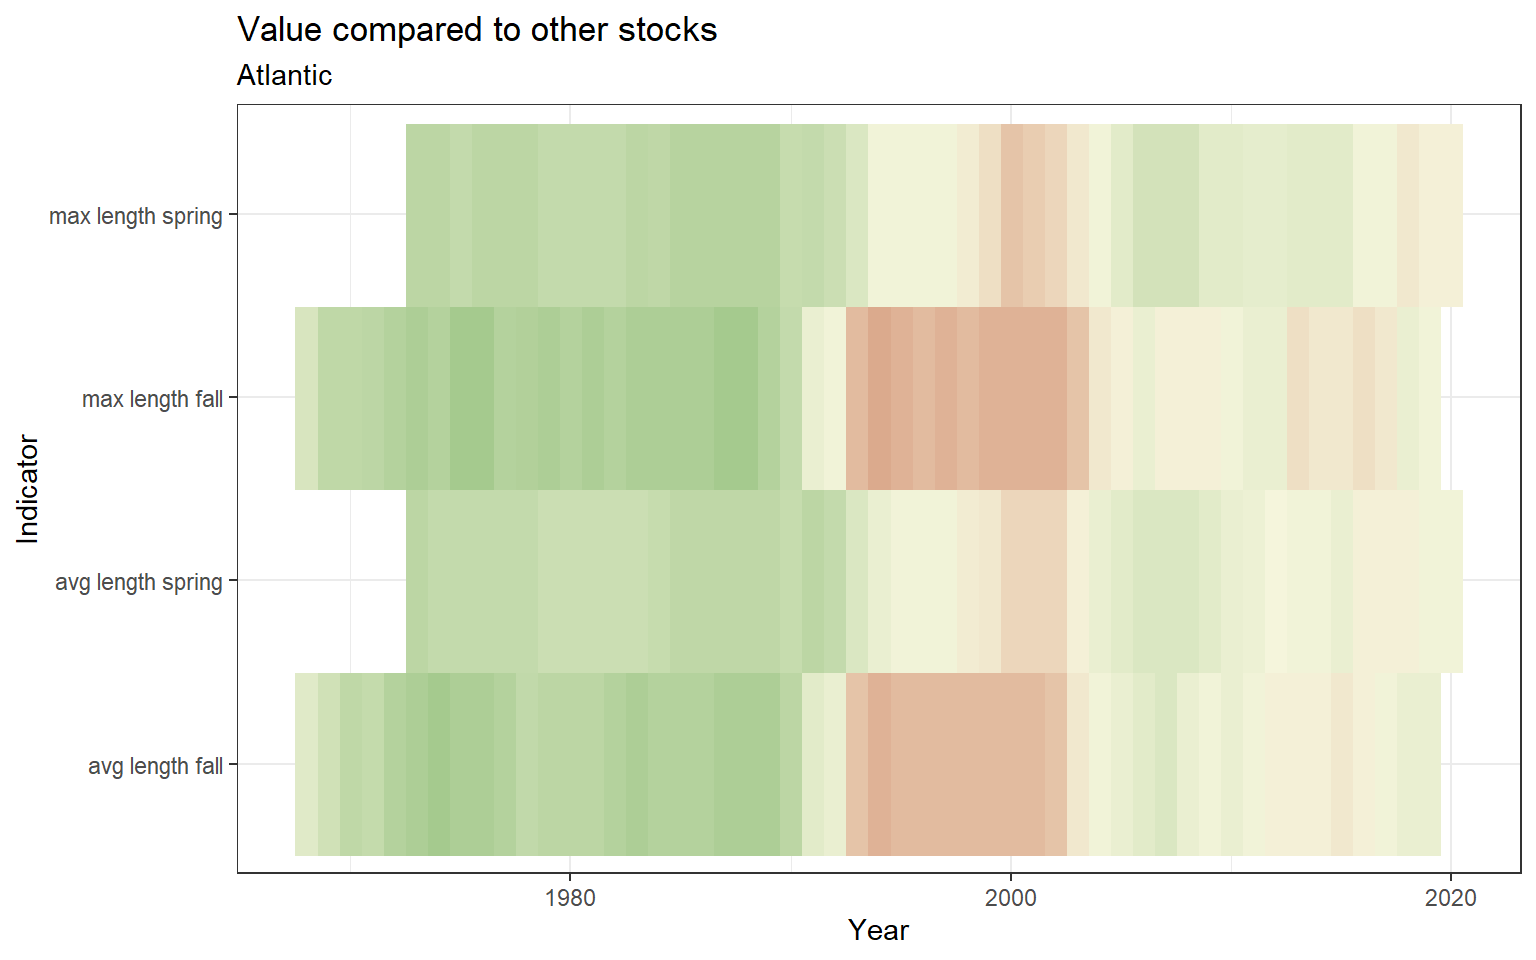 Value compared to other stocks
Atlantic
max length spring
max length fall
avg length spring
avg length fall
Indicator
1980
2000
2020
Year